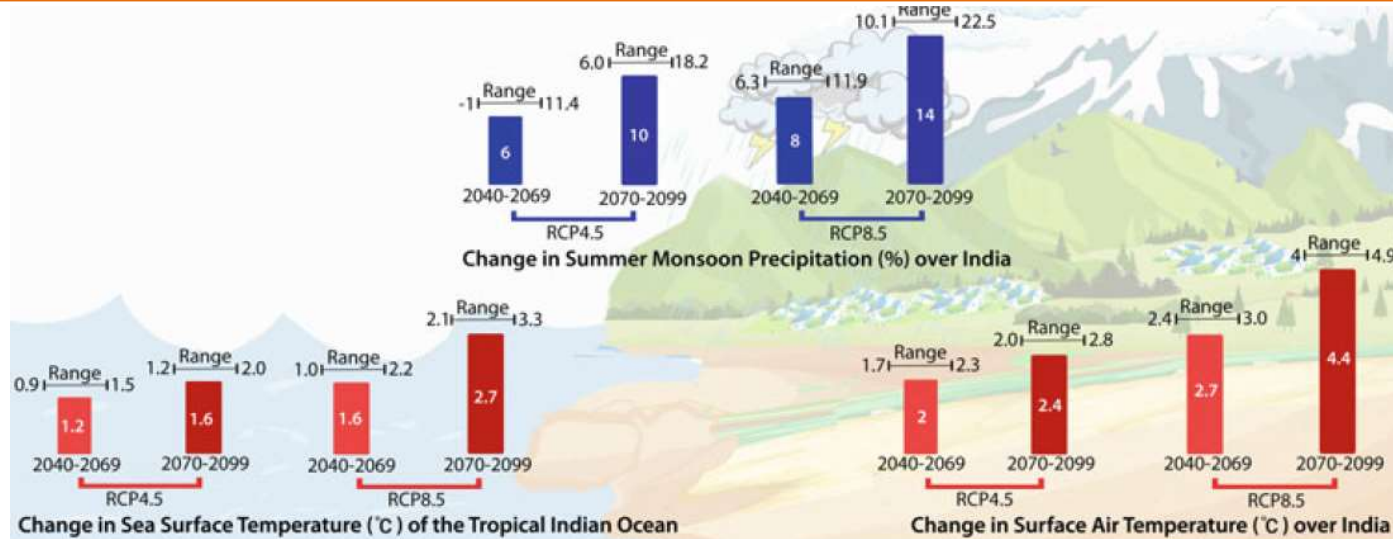 Range
10.1 22.5
Range
6.0 18.2
Range
6.3 11.9
Range
-1 11.4
6
10
8
14
2040-2069
2070-2099
2040-2069
2070-2099
RCP4.5
RCP8.5
Change in Summer Monsoon Precipitation (%) over India
Range
0.9 1.5
Range
1.2 2.0
Range
1.0 2.2
Range
2.1 3.3
1.2
1.6
1.6
2.7
2040-2069
2070-2099
2040-2069
2070-2099
RCP4.5
RCP8.5
Change in Sea Surface Temperature (℃) of the Tropical Indian Ocean
Range
1.7 2.3
Range
2.0 2.8
Range
2.4 3.0
Range
4 4.9
2
2.4
2.7
4.4
2040-2069
2070-2099
2040-2069
2070-2099
RCP4.5
RCP8.5
Change in Surface Air Temperature (℃) over India